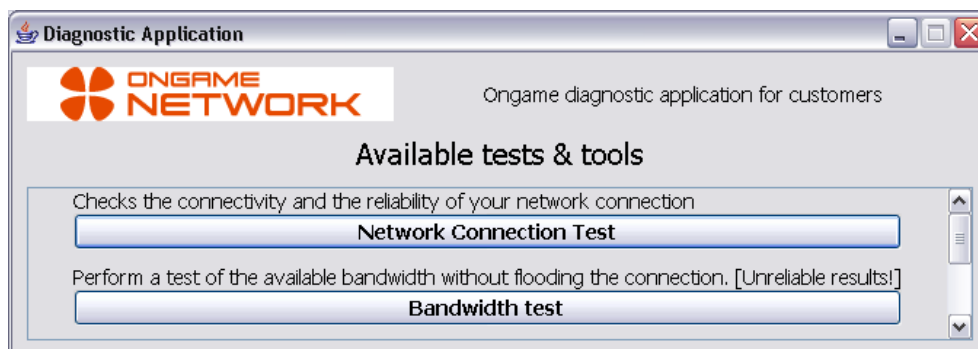 Diagnostic Application
ONGAME
NETWORK
Ongame diagnostic application for customers
Available tests & tools
Checks the connectivity and the reliability of your network connection
Network Connection Test
Perform a test of the available bandwidth without flooding the connection. [Unreliable results!]
Bandwidth test